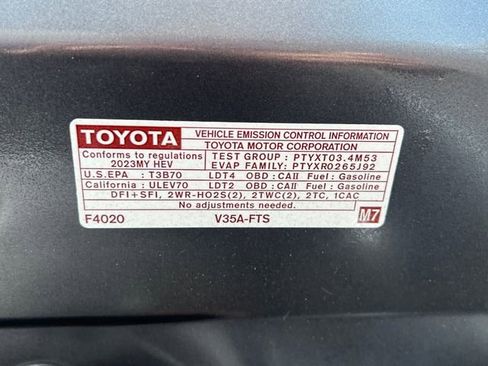 TOYOTA VEHICLE EMISSION CONTROL INFORMATION
TOYOTA MOTOR CORPORATION
Conforms to regulations TEST GROUP : PTYXT03.4M53
2023MY HEV EVAP FAMILY: PTYXR0265J92
U.S.EPA : T3B70 LDT4 OBD : CAII Fuel : Gasoline
California : ULEV70 LDT2 OBD : CAII Fuel : Gasoline
DFI+SFI, 2WR-HO2S(2), 2TWC(2), 2TC, 1CAC
No adjustments needed.
F4020 V35A-FTS M7